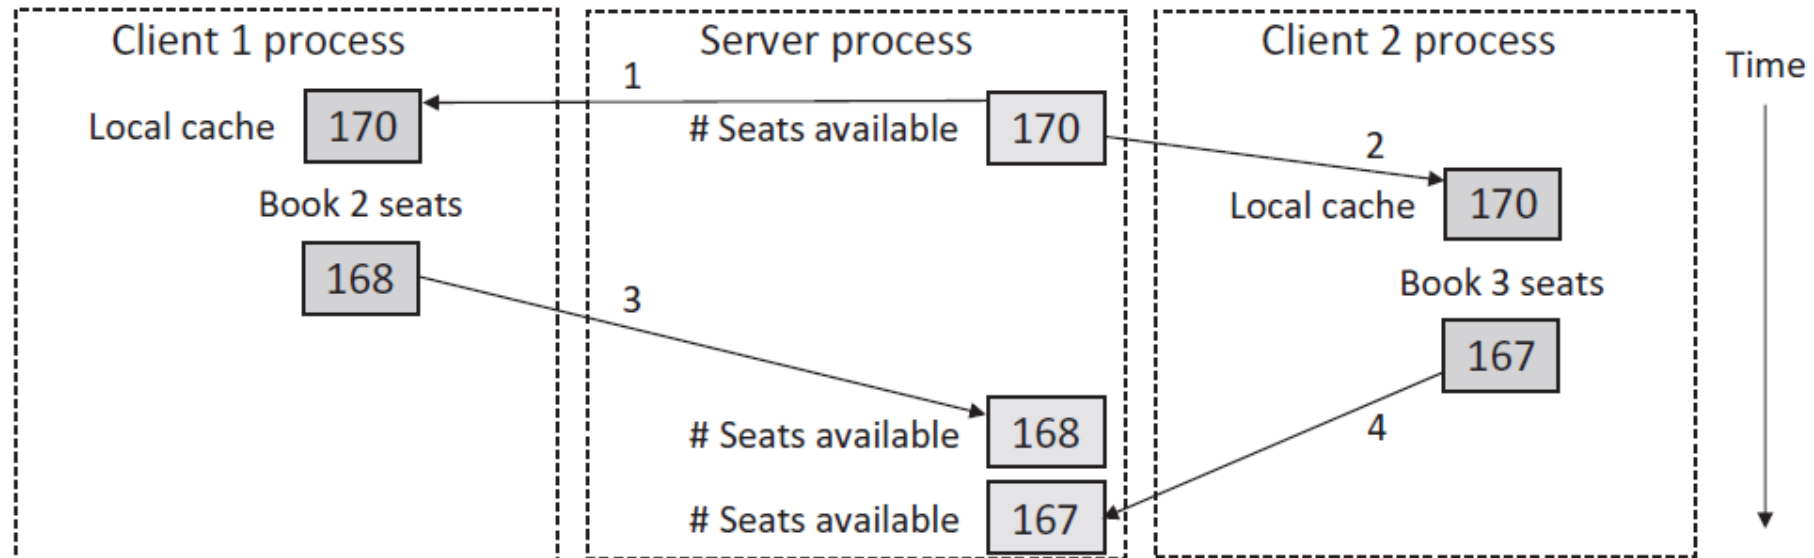 Client 1 process
Server process
Client 2 process
Time
1
Local cache 170
# Seats available 170
2
Book 2 seats
Local cache 170
168
3
Book 3 seats
167
4
# Seats available 168
# Seats available 167